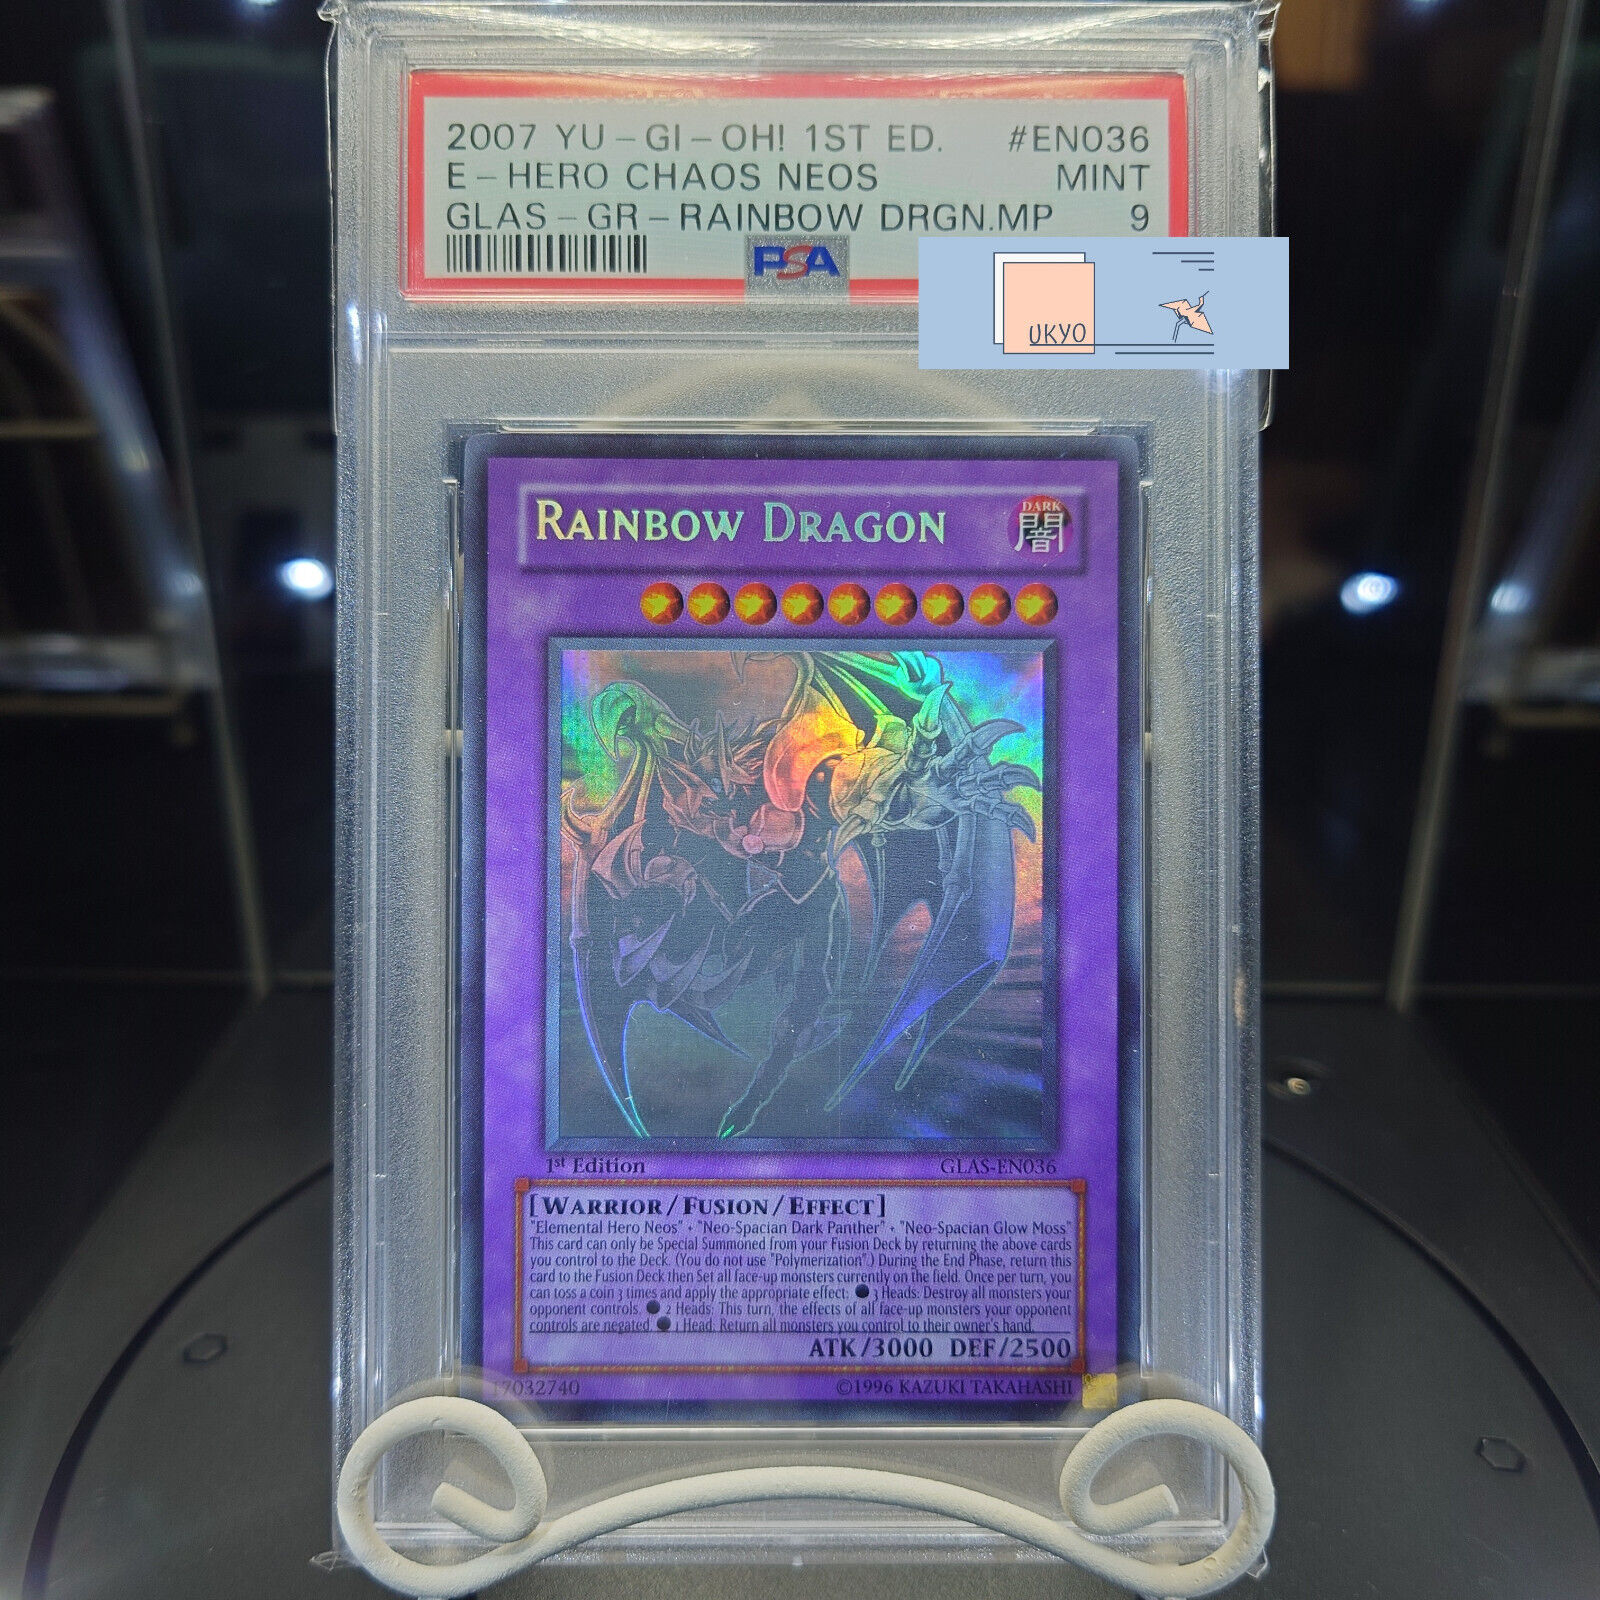 2007 YU-GI-OH! 1ST ED. #EN036
E-HERO CHAOS NEOS MINT
GLAS-GR-RAINBOW DRGN.MP 9
PSA
UKYO
RAINBOW DRAGON
DARK
闇
1st Edition GLAS-EN036
[WARRIOR/FUSION/EFFECT]
"Elemental Hero Neos" + "Neo-Spacian Dark Panther" + "Neo-Spacian Glow Moss"
This card can only be Special Summoned from your Fusion Deck by returning the above cards
you control to the Deck. (You do not use "Polymerization".) During the End Phase, return this
card to the Fusion Deck then Set all face-up monsters currently on the field. Once per turn, you
can toss a coin 3 times and apply the appropriate effect: ● 3 Heads: Destroy all monsters your
opponent controls. ● 2 Heads: This turn, the effects of all face-up monsters your opponent
controls are negated. ● 1 Head: Return all monsters you control to their owner's hand.
ATK/3000 DEF/2500
17032740 ©1996 KAZUKI TAKAHASHI